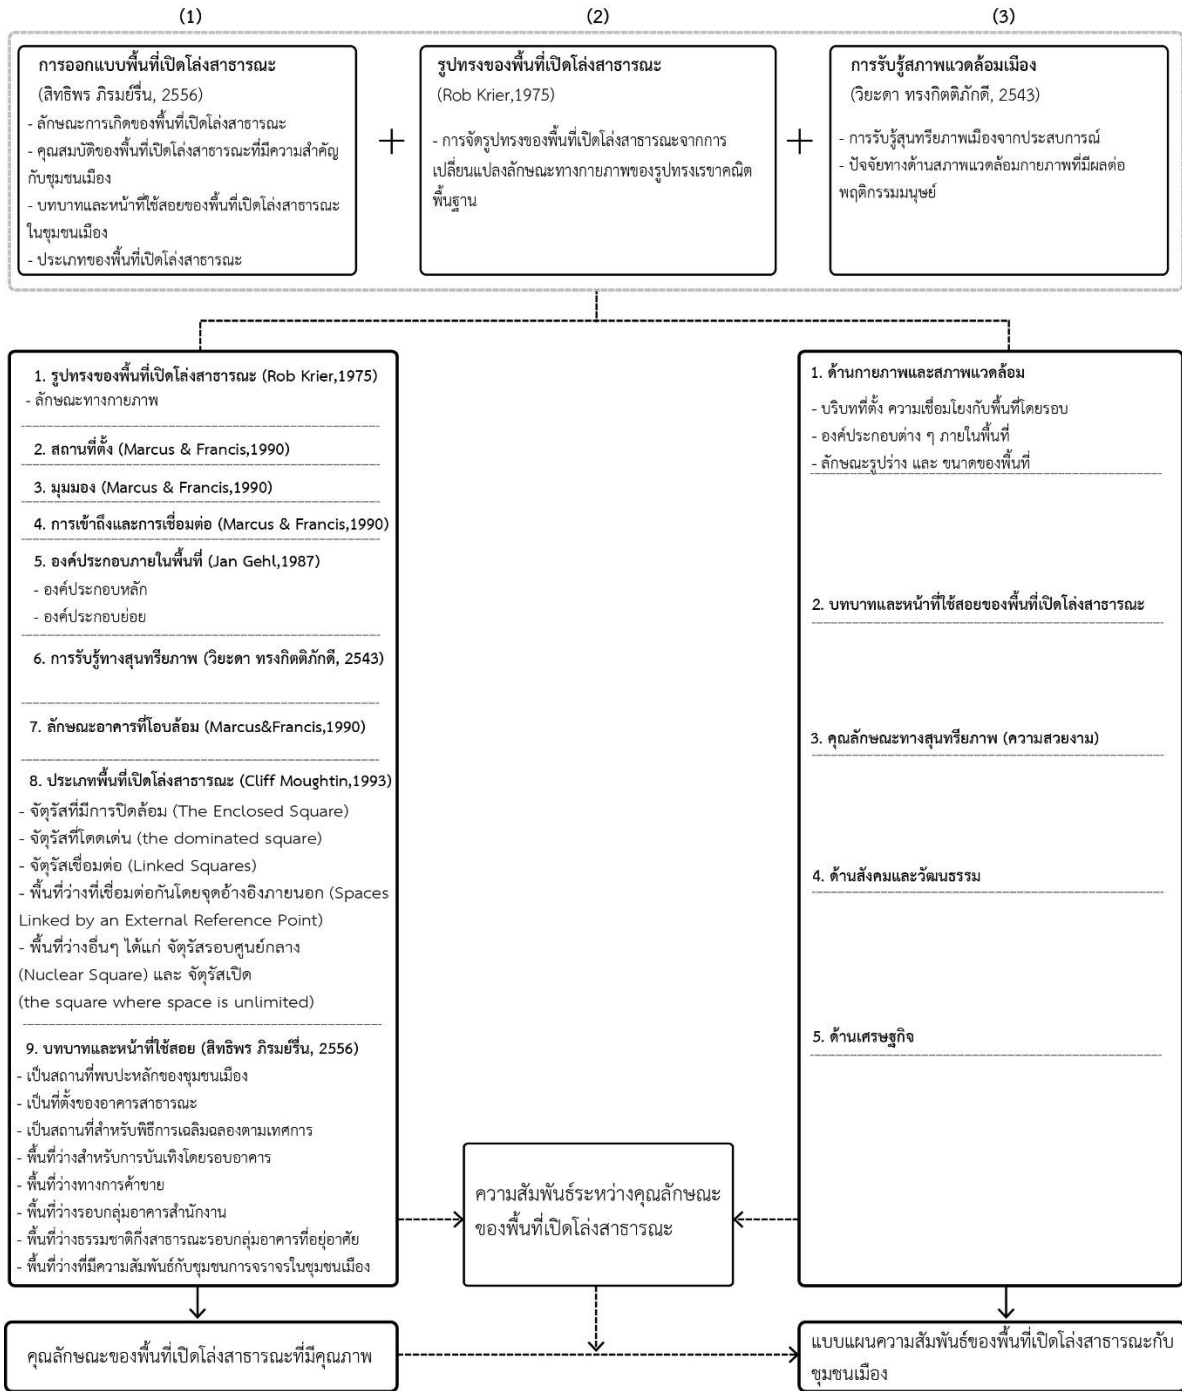 (1)
(2)
(3)
การออกแบบพื้นที่เปิดโล่งสาธารณะ
(สิทธิพร ภิรมย์รื่น, 2556)
- ลักษณะการเกิดของพื้นที่เปิดโล่งสาธารณะ
- คุณสมบัติของพื้นที่เปิดโล่งสาธารณะที่มีความสำคัญ
กับชุมชนเมือง
- บทบาทและหน้าที่ใช้สอยของพื้นที่เปิดโล่งสาธารณะ
ในชุมชนเมือง
- ประเภทของพื้นที่เปิดโล่งสาธารณะ
+
รูปทรงของพื้นที่เปิดโล่งสาธารณะ
(Rob Krier,1975)
- การจัดรูปทรงของพื้นที่เปิดโล่งสาธารณะจากการ
เปลี่ยนแปลงลักษณะทางกายภาพของรูปทรงเรขาคณิต
พื้นฐาน
+
การรับรู้สภาพแวดล้อมเมือง
(วิยะดา ทรงกิตติภักดี, 2543)
- การรับรู้สุนทรียภาพเมืองจากประสบการณ์
- ปัจจัยทางด้านสภาพแวดล้อมกายภาพที่มีผลต่อ
พฤติกรรมมนุษย์
1. รูปทรงของพื้นที่เปิดโล่งสาธารณะ (Rob Krier,1975)
- ลักษณะทางกายภาพ
2. สถานที่ตั้ง (Marcus & Francis,1990)
3. มุมมอง (Marcus & Francis,1990)
4. การเข้าถึงและการเชื่อมต่อ (Marcus & Francis,1990)
5. องค์ประกอบภายในพื้นที่ (Jan Gehl,1987)
- องค์ประกอบหลัก
- องค์ประกอบย่อย
6. การรับรู้ทางสุนทรียภาพ (วิยะดา ทรงกิตติภักดี, 2543)
7. ลักษณะอาคารที่โอบล้อม (Marcus&Francis,1990)
8. ประเภทพื้นที่เปิดโล่งสาธารณะ (Cliff Moughtin,1993)
- จัตุรัสที่มีการปิดล้อม (The Enclosed Square)
- จัตุรัสที่โดดเด่น (the dominated square)
- จัตุรัสเชื่อมต่อ (Linked Squares)
- พื้นที่ว่างที่เชื่อมต่อกันโดยจุดอ้างอิงภายนอก (Spaces
Linked by an External Reference Point)
- พื้นที่ว่างอื่นๆ ได้แก่ จัตุรัสรอบศูนย์กลาง
(Nuclear Square) และ จัตุรัสเปิด
(the square where space is unlimited)
9. บทบาทและหน้าที่ใช้สอย (สิทธิพร ภิรมย์รื่น, 2556)
- เป็นสถานที่พบปะหลักของชุมชนเมือง
- เป็นที่ตั้งของอาคารสาธารณะ
- เป็นสถานที่สำหรับพิธีการเฉลิมฉลองตามเทศการ
- พื้นที่ว่างสำหรับการบันเทิงโดยรอบอาคาร
- พื้นที่ว่างทางการค้าขาย
- พื้นที่ว่างรอบกลุ่มอาคารสำนักงาน
- พื้นที่ว่างธรรมชาติกึ่งสาธารณะรอบกลุ่มอาคารที่อยู่อาศัย
- พื้นที่ว่างที่มีความสัมพันธ์กับชุมชนการจราจรในชุมชนเมือง
1. ด้านกายภาพและสภาพแวดล้อม
- บริบทที่ตั้ง ความเชื่อมโยงกับพื้นที่โดยรอบ
- องค์ประกอบต่าง ๆ ภายในพื้นที่
- ลักษณะรูปร่าง และ ขนาดของพื้นที่
2. บทบาทและหน้าที่ใช้สอยของพื้นที่เปิดโล่งสาธารณะ
3. คุณลักษณะทางสุนทรียภาพ (ความสวยงาม)
4. ด้านสังคมและวัฒนธรรม
5. ด้านเศรษฐกิจ
ความสัมพันธ์ระหว่างคุณลักษณะ
ของพื้นที่เปิดโล่งสาธารณะ
คุณลักษณะของพื้นที่เปิดโล่งสาธารณะที่มีคุณภาพ
แบบแผนความสัมพันธ์ของพื้นที่เปิดโล่งสาธารณะกับ
ชุมชนเมือง